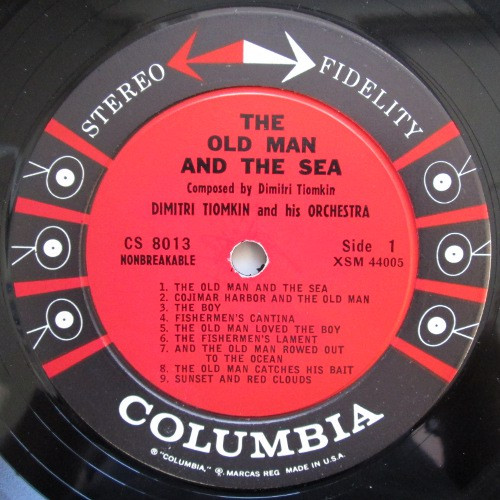 STEREO FIDELITY
THE
OLD MAN
AND THE SEA
Composed by Dimitri Tiomkin
DIMITRI TIOMKIN and his ORCHESTRA
CS 8013 Side 1
NONBREAKABLE XSM 44005
1. THE OLD MAN AND THE SEA
2. COJIMAR HARBOR AND THE OLD MAN
3. THE BOY
4. FISHERMEN'S CANTINA
5. THE OLD MAN LOVED THE BOY
6. THE FISHERMEN'S LAMENT
7. AND THE OLD MAN ROWED OUT
TO THE OCEAN
8. THE OLD MAN CATCHES HIS BAIT
9. SUNSET AND RED CLOUDS
COLUMBIA
® "COLUMBIA," ®, MARCAS REG MADE IN U.S.A.